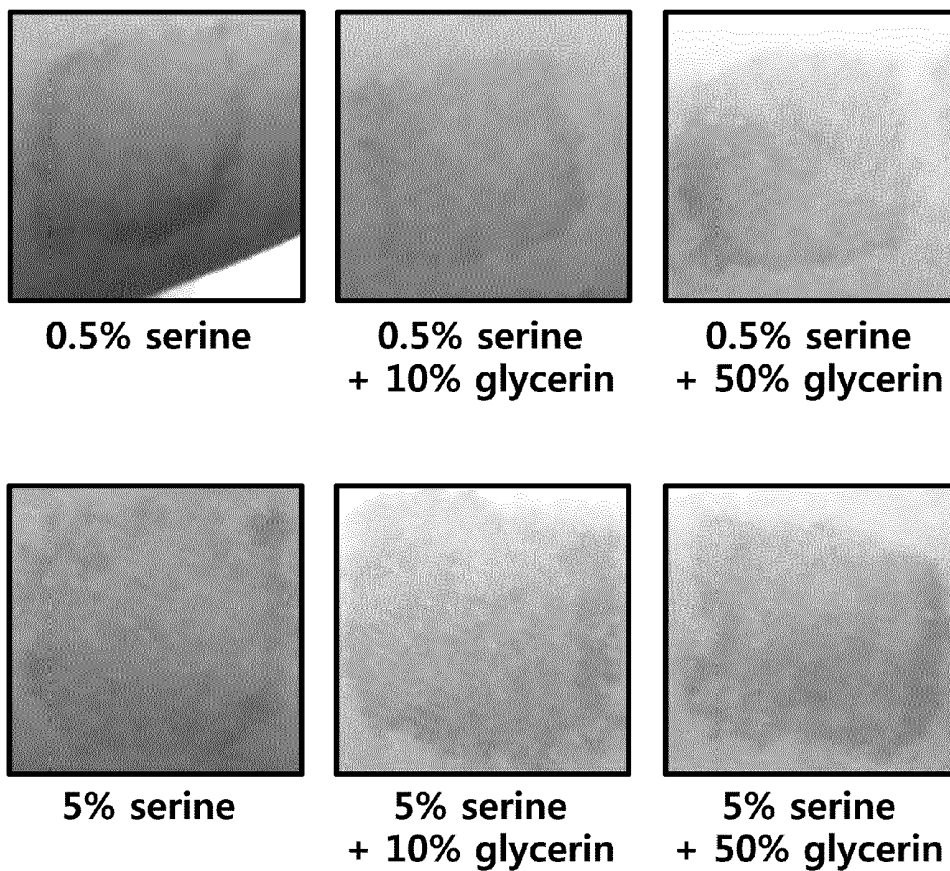 0.5% serine
0.5% serine
+ 10% glycerin
0.5% serine
+ 50% glycerin
5% serine
5% serine
+ 10% glycerin
5% serine
+ 50% glycerin